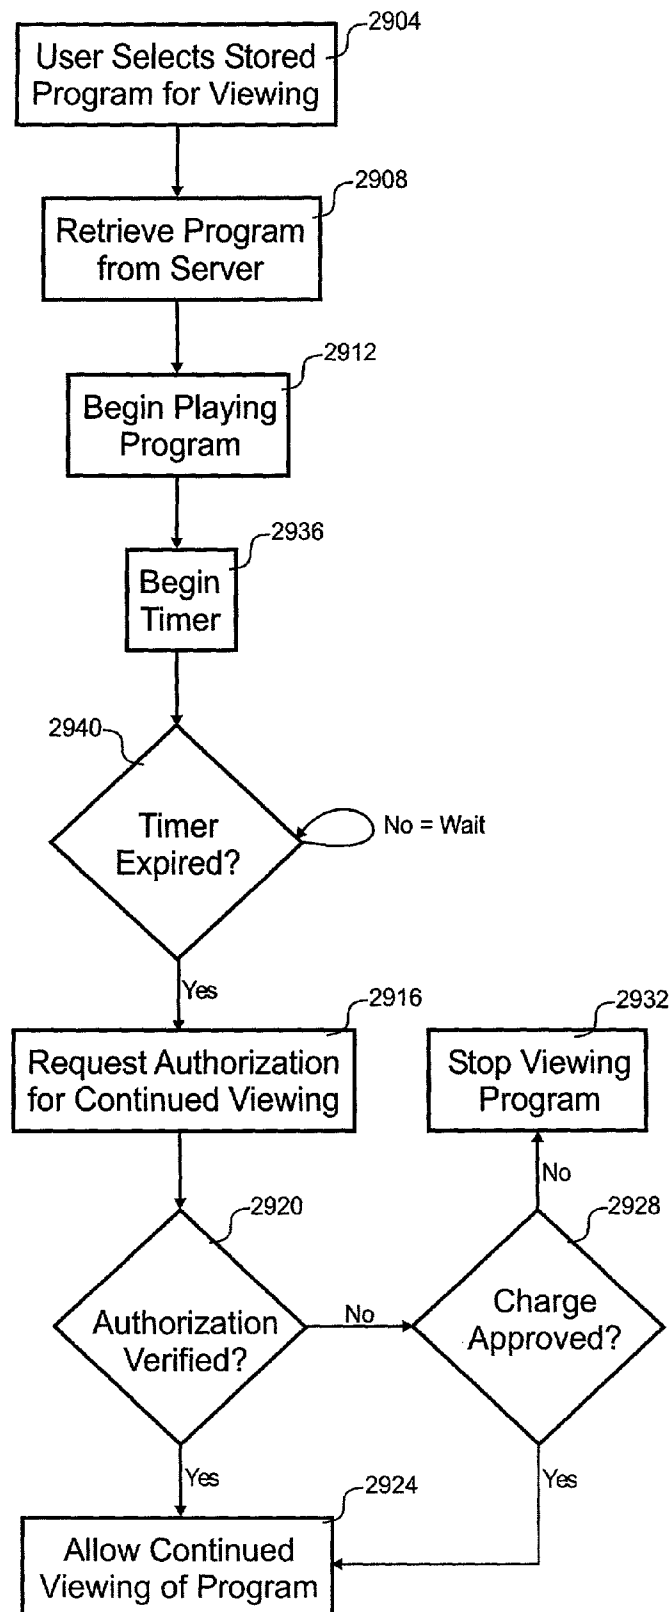 2904
User Selects Stored
Program for Viewing
2908
Retrieve Program
from Server
2912
Begin Playing
Program
2936
Begin
Timer
2940
Timer
Expired?
No = Wait
Yes
2916
Request Authorization
for Continued Viewing
2932
Stop Viewing
Program
No
2920
Authorization
Verified?
No
2928
Charge
Approved?
Yes
Yes
2924
Allow Continued
Viewing of Program